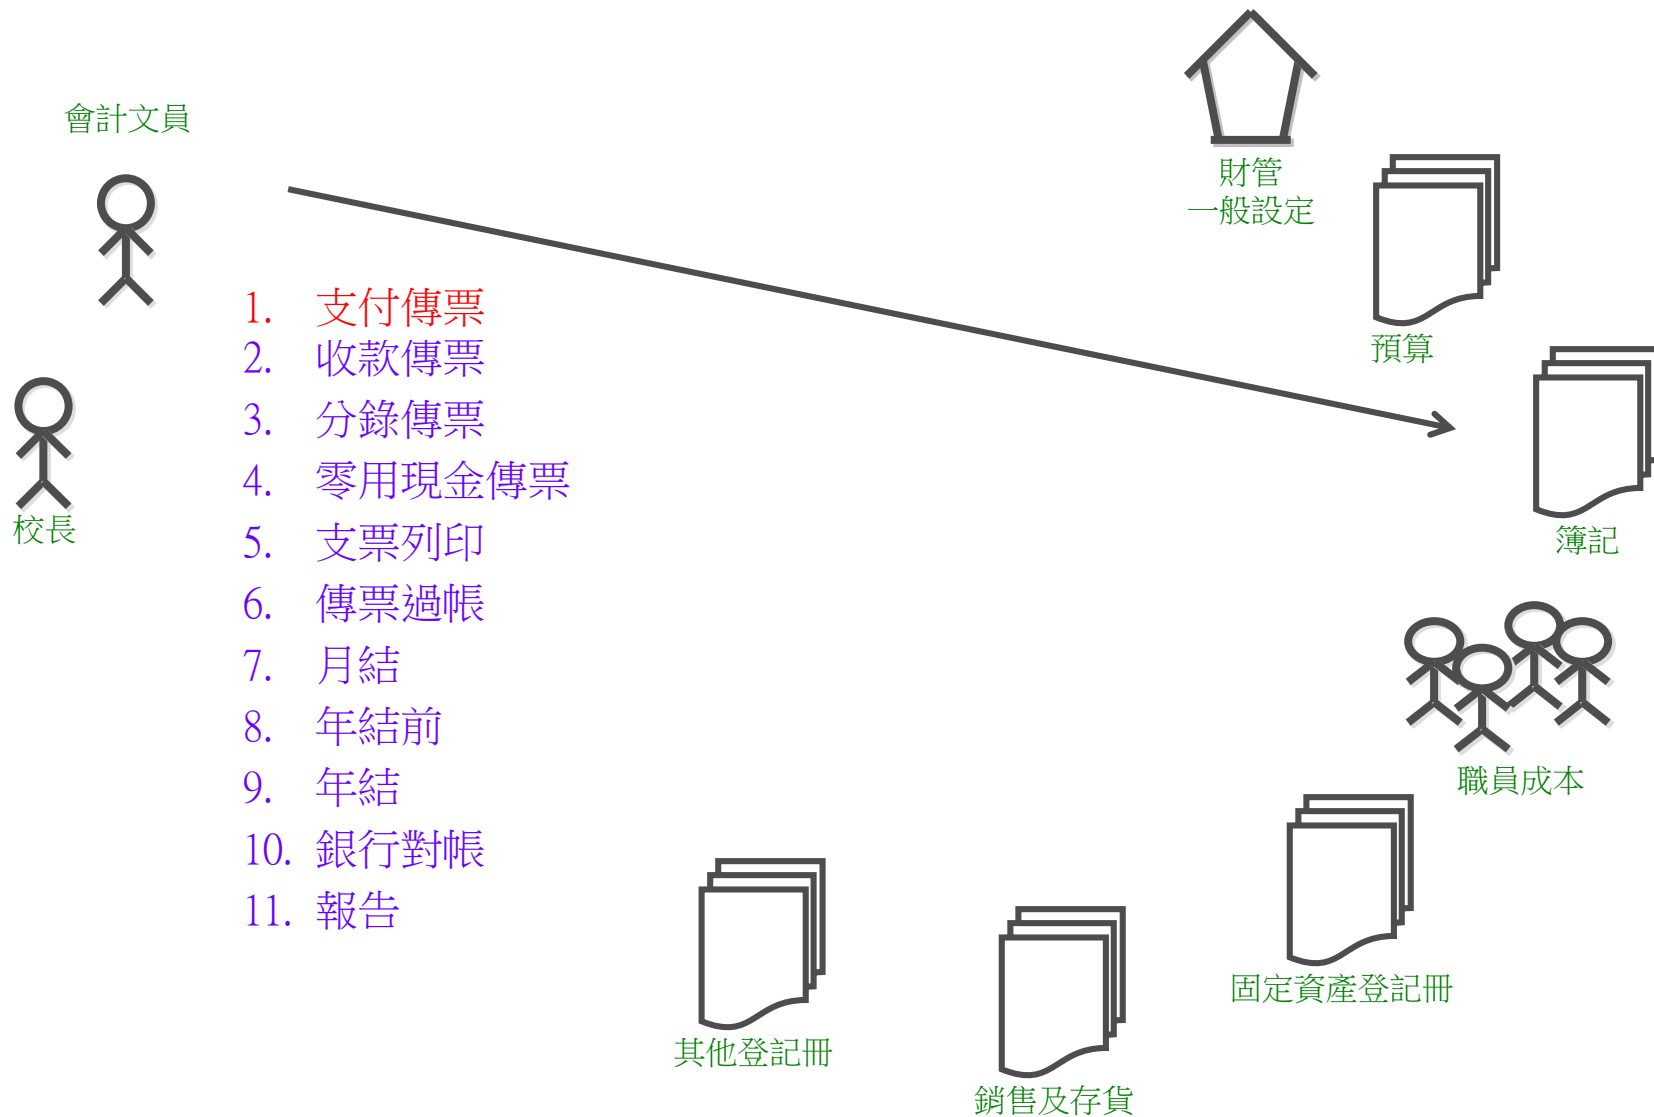 會計文員
財管
一般設定
預算
1. 支付傳票
2. 收款傳票
3. 分錄傳票
4. 零用現金傳票
5. 支票列印
6. 傳票過帳
7. 月結
8. 年結前
9. 年結
10. 銀行對帳
11. 報告
校長
簿記
職員成本
固定資產登記冊
其他登記冊
銷售及存貨